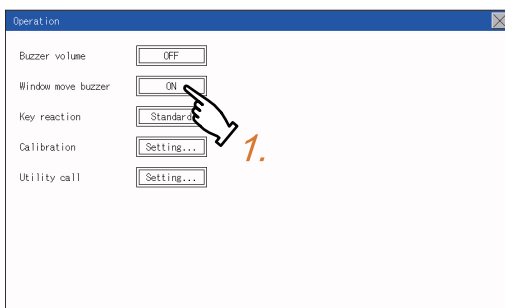 Operation
Buzzer volume OFF
Window move buzzer ON
Key reaction Standard
Calibration Setting...
Utility call Setting...
1.